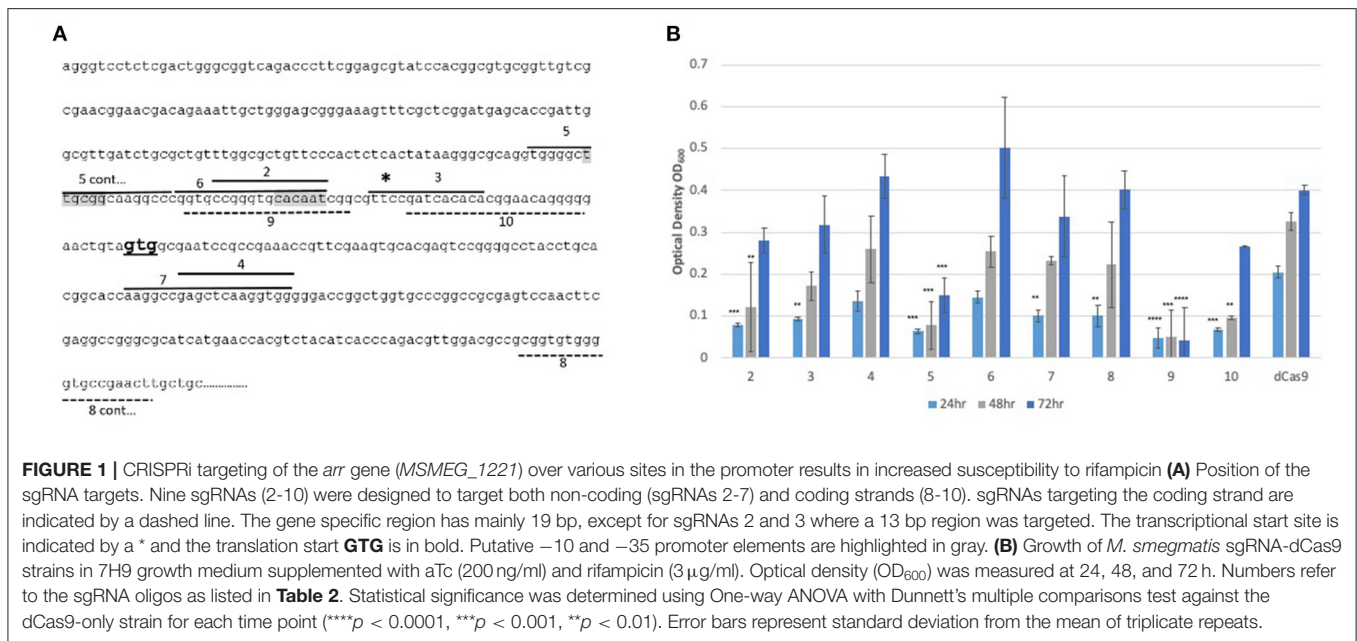 A
agggtcctctcgactgggcggtcagacccttcggagcgtatccacggcgtgcggttgtcg
cgaacggaacgacagaaattgctgggagcgggaaagtttcgctcggatgagcaccgattg
5
gcgttgatctgcgctgtttggcgctgttcccactctcactataagggcgcaggtggggct
5 cont... 6 2 * 3
tgcggcaaggcccggtgccgggtgcacaatcggcgttccgatcacacacggaacaggggg
9 10
aactgtagtggcgaatccgccgaaaccgttcgaagtgcacgagtccggggcctacctgca
7 4
cggcaccaaggccgagctcaaggtggggggaccggctggtgcccggccgcgagtccaacttc
gaggccgggcgcatcatgaaccacgtctacatcacccagacgttggacgccgcggtgtggg
8
gtgccgaacttgctgc...............
8 cont...
B
Optical Density OD600
0.7
0.6
0.5
0.4
0.3
0.2
0.1
0
*** ** ** *** *** *** ** ** **** *** **** *** **
2 3 4 5 6 7 8 9 10 dCas9
24hr 48hr 72hr
FIGURE 1 | CRISPRi targeting of the arr gene (MSMEG_1221) over various sites in the promoter results in increased susceptibility to rifampicin (A) Position of the
sgRNA targets. Nine sgRNAs (2-10) were designed to target both non-coding (sgRNAs 2-7) and coding strands (8-10). sgRNAs targeting the coding strand are
indicated by a dashed line. The gene specific region has mainly 19 bp, except for sgRNAs 2 and 3 where a 13 bp region was targeted. The transcriptional start site is
indicated by a * and the translation start GTG is in bold. Putative −10 and −35 promoter elements are highlighted in gray. (B) Growth of M. smegmatis sgRNA-dCas9
strains in 7H9 growth medium supplemented with aTc (200 ng/ml) and rifampicin (3 μg/ml). Optical density (OD600) was measured at 24, 48, and 72 h. Numbers refer
to the sgRNA oligos as listed in Table 2. Statistical significance was determined using One-way ANOVA with Dunnett's multiple comparisons test against the
dCas9-only strain for each time point (****p < 0.0001, ***p < 0.001, **p < 0.01). Error bars represent standard deviation from the mean of triplicate repeats.